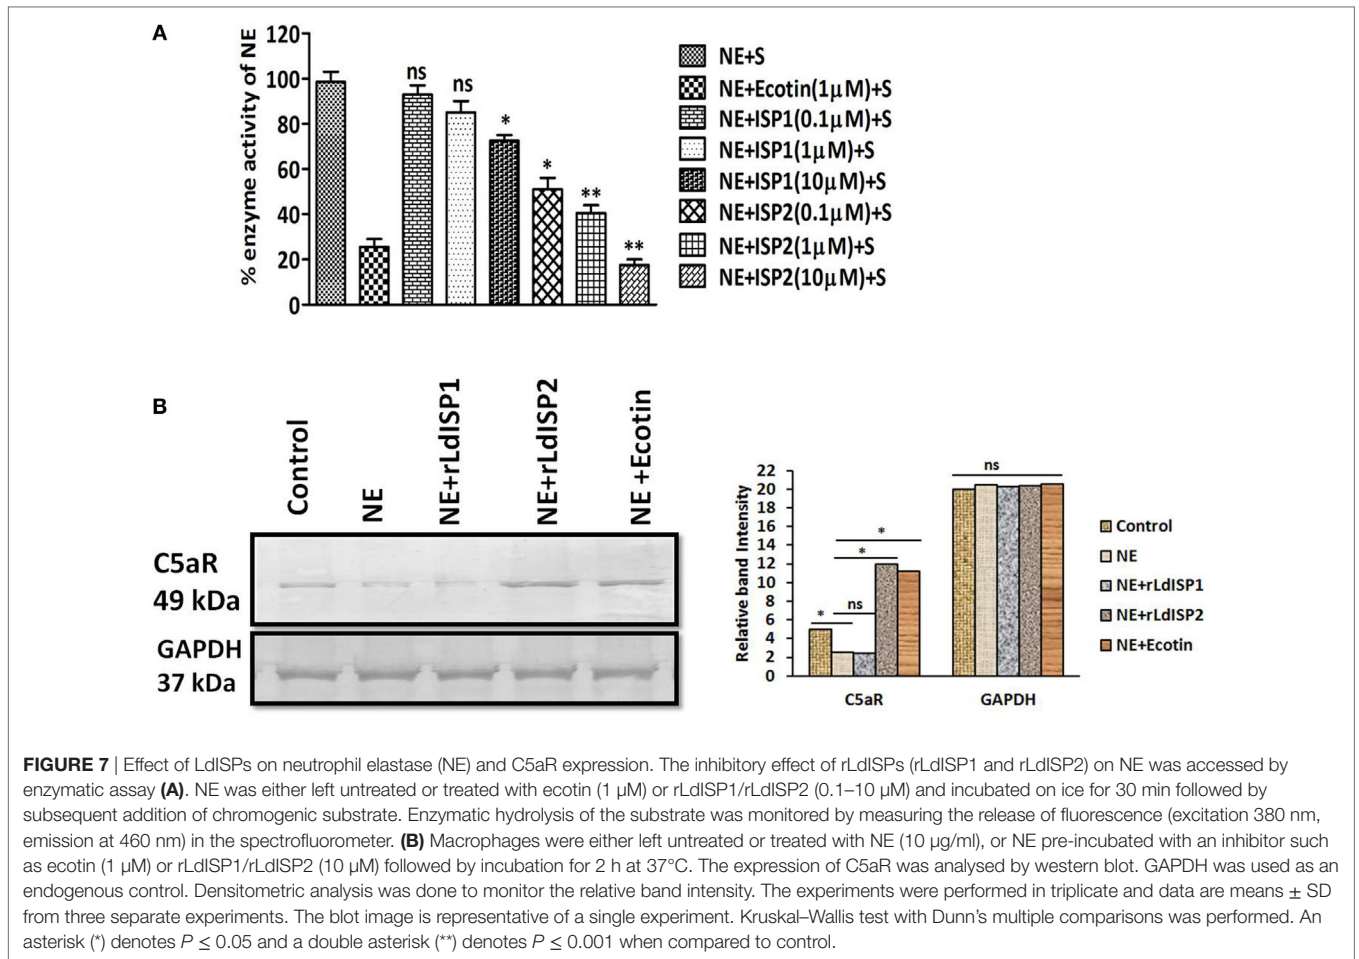 A
% enzyme activity of NE
120
100
80
60
40
20
0
ns
ns
*
*
**
**
NE+S
NE+Ecotin(1μM)+S
NE+ISP1(0.1μM)+S
NE+ISP1(1μM)+S
NE+ISP1(10μM)+S
NE+ISP2(0.1μM)+S
NE+ISP2(1μM)+S
NE+ISP2(10μM)+S
B
Control
NE
NE+rLdISP1
NE+rLdISP2
NE +Ecotin
C5aR
49 kDa
GAPDH
37 kDa
Relative band Intensity
22
20
18
16
14
12
10
8
6
4
2
0
*
ns
*
*
ns
C5aR
GAPDH
Control
NE
NE+rLdISP1
NE+rLdISP2
NE+Ecotin
FIGURE 7 | Effect of LdISPs on neutrophil elastase (NE) and C5aR expression. The inhibitory effect of rLdISPs (rLdISP1 and rLdISP2) on NE was accessed by
enzymatic assay (A). NE was either left untreated or treated with ecotin (1 μM) or rLdISP1/rLdISP2 (0.1–10 μM) and incubated on ice for 30 min followed by
subsequent addition of chromogenic substrate. Enzymatic hydrolysis of the substrate was monitored by measuring the release of fluorescence (excitation 380 nm,
emission at 460 nm) in the spectrofluorometer. (B) Macrophages were either left untreated or treated with NE (10 μg/ml), or NE pre-incubated with an inhibitor such
as ecotin (1 μM) or rLdISP1/rLdISP2 (10 μM) followed by incubation for 2 h at 37°C. The expression of C5aR was analysed by western blot. GAPDH was used as an
endogenous control. Densitometric analysis was done to monitor the relative band intensity. The experiments were performed in triplicate and data are means ± SD
from three separate experiments. The blot image is representative of a single experiment. Kruskal–Wallis test with Dunn's multiple comparisons was performed. An
asterisk (*) denotes P ≤ 0.05 and a double asterisk (**) denotes P ≤ 0.001 when compared to control.